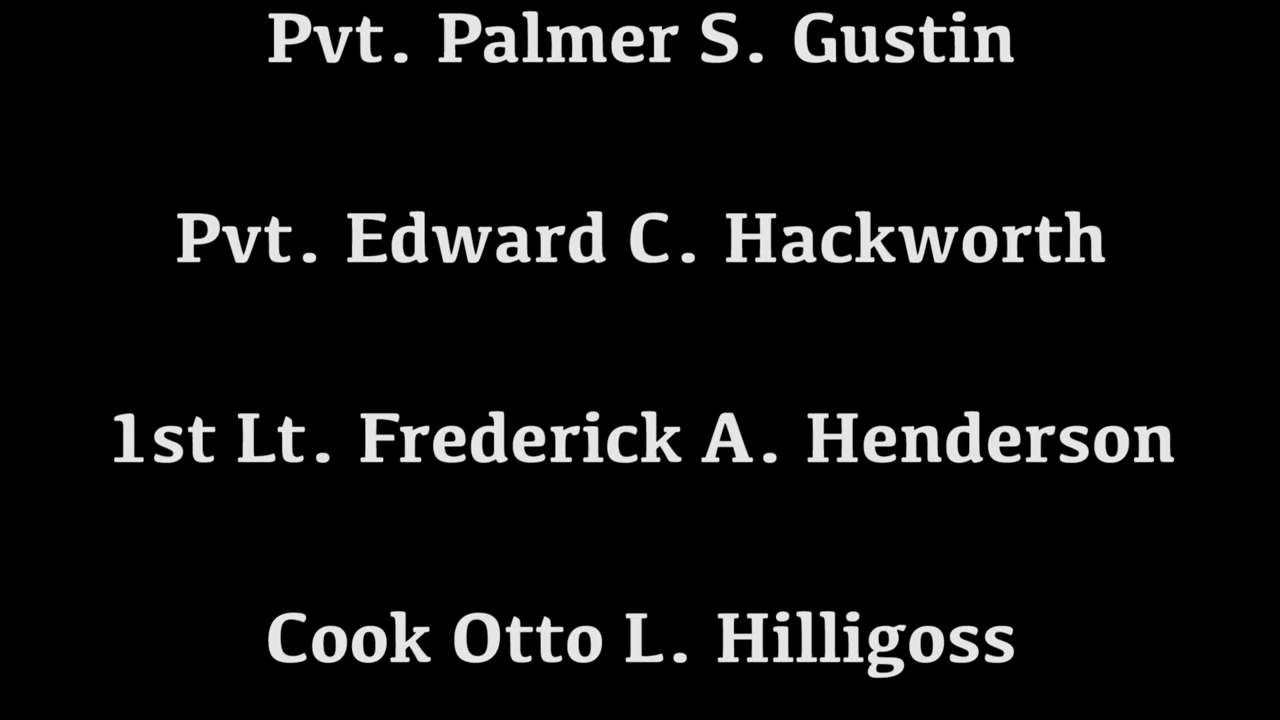 Pvt. Palmer S. Gustin
Pvt. Edward C. Hackworth
1st Lt. Frederick A. Henderson
Cook Otto L. Hilligoss